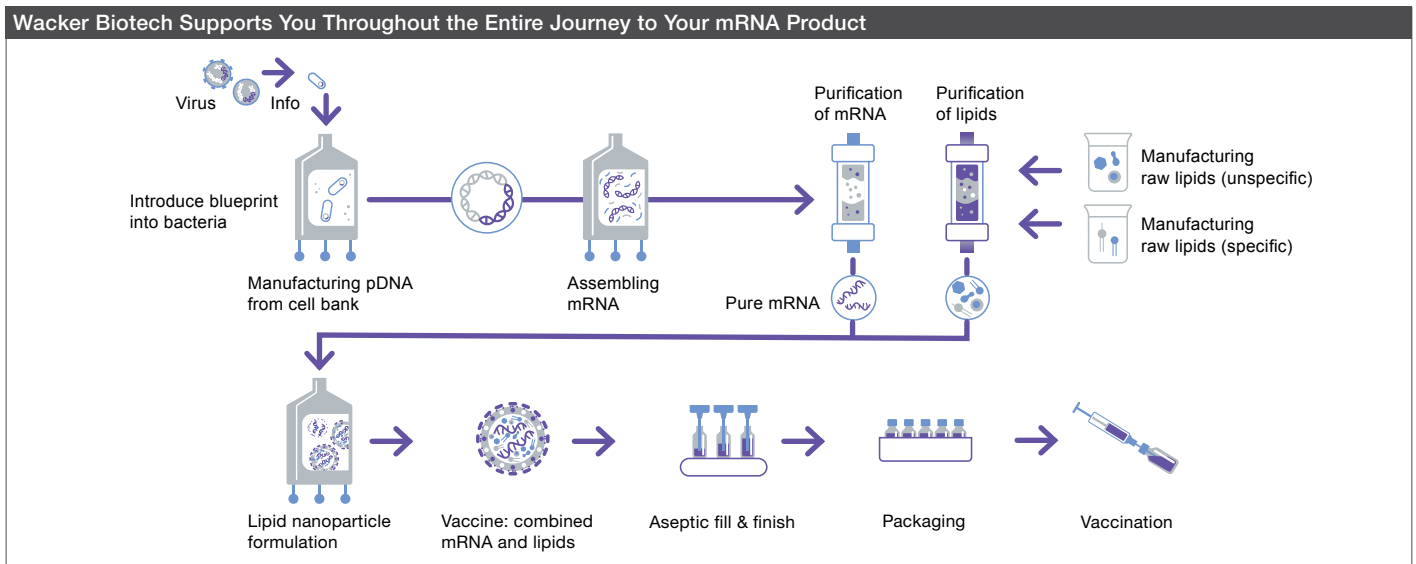 Wacker Biotech Supports You Throughout the Entire Journey to Your mRNA Product
Virus
Info
Purification
of mRNA
Purification
of lipids
Manufacturing
raw lipids (unspecific)
Introduce blueprint
into bacteria
Manufacturing
raw lipids (specific)
Manufacturing pDNA
from cell bank
Assembling
mRNA
Pure mRNA
Lipid nanoparticle
formulation
Vaccine: combined
mRNA and lipids
Aseptic fill & finish
Packaging
Vaccination